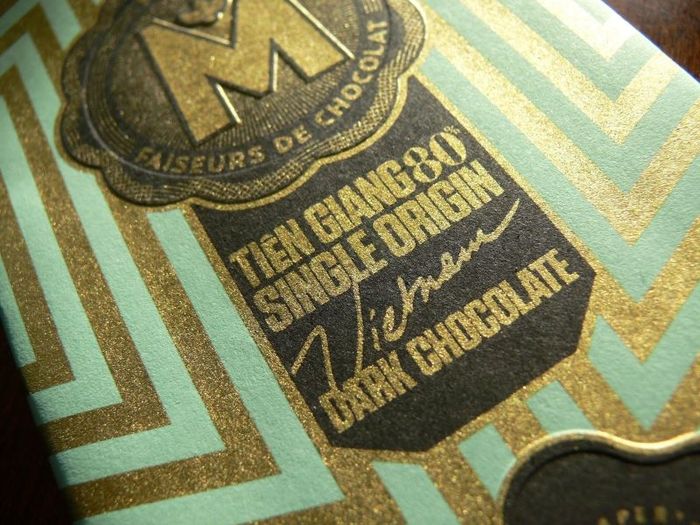 M
FAISEURS DE CHOCOLAT
TIEN GIANG 80%
SINGLE ORIGIN
Vietnam
DARK CHOCOLATE